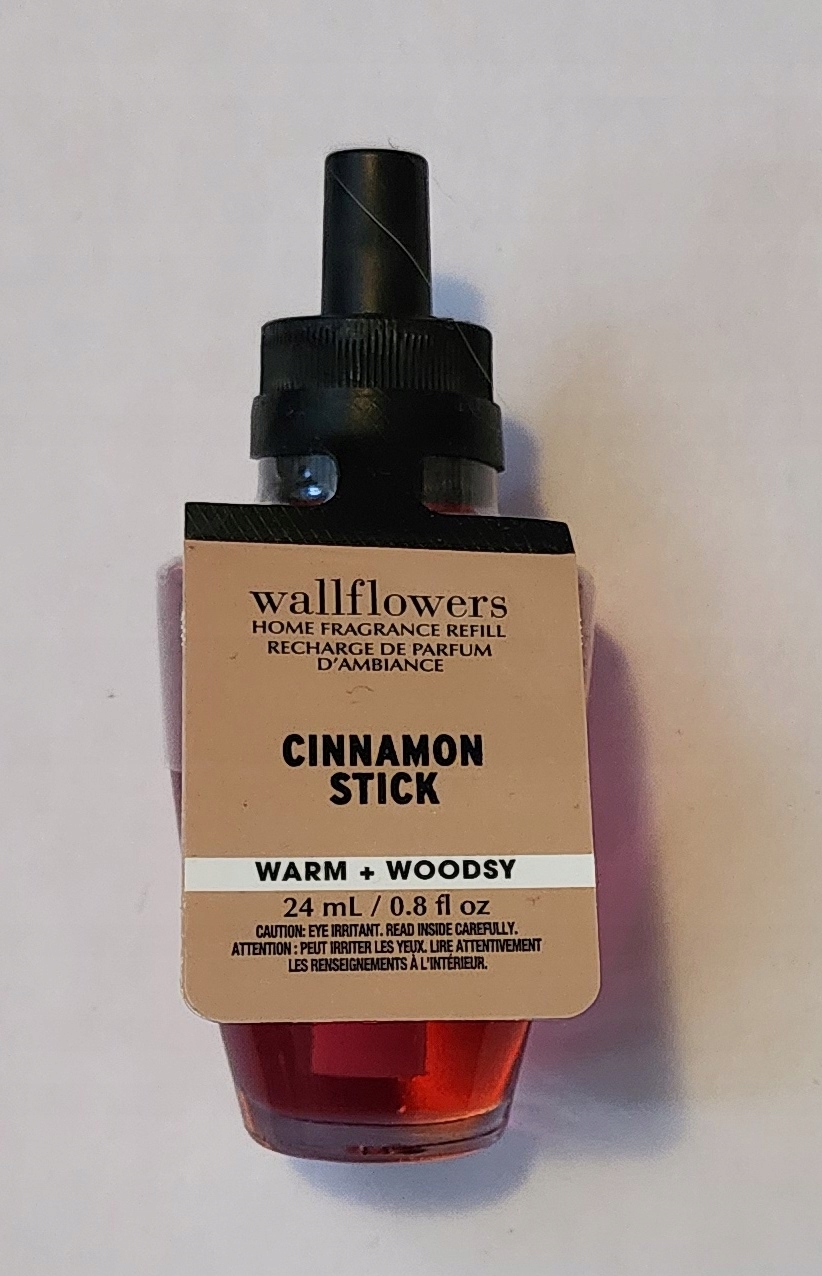 wallflowers
HOME FRAGRANCE REFILL
RECHARGE DE PARFUM
D'AMBIANCE
CINNAMON
STICK
WARM + WOODSY
24 mL / 0.8 fl oz
CAUTION: EYE IRRITANT. READ INSIDE CAREFULLY.
ATTENTION : PEUT IRRITER LES YEUX. LIRE ATTENTIVEMENT
LES RENSEIGNEMENTS À L'INTÉRIEUR.